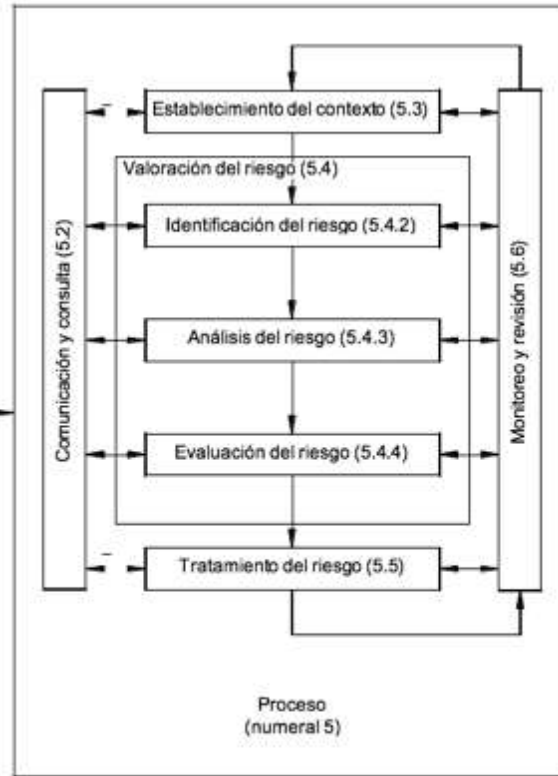 Establecimiento del contexto (5.3)
Valoración del riesgo (5.4)
Identificación del riesgo (5.4.2)
Análisis del riesgo (5.4.3)
Evaluación del riesgo (5.4.4)
Tratamiento del riesgo (5.5)
Comunicación y consulta (5.2)
Monitoreo y revisión (5.6)
Proceso
(numeral 5)